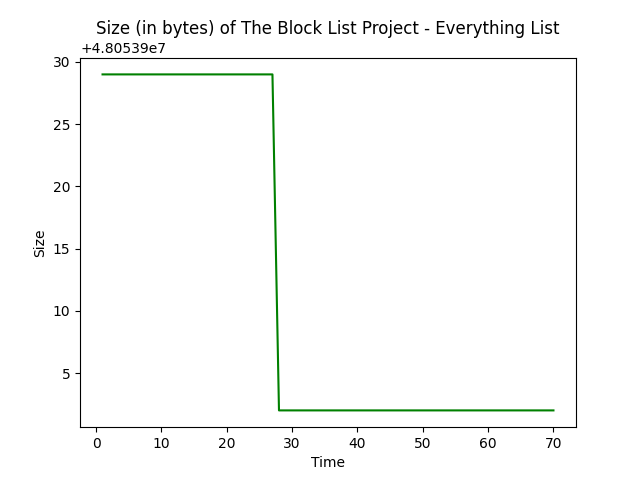 Size (in bytes) of The Block List Project - Everything List
+4.80539e7
30
25
20
15
10
5
Size
0 10 20 30 40 50 60 70
Time